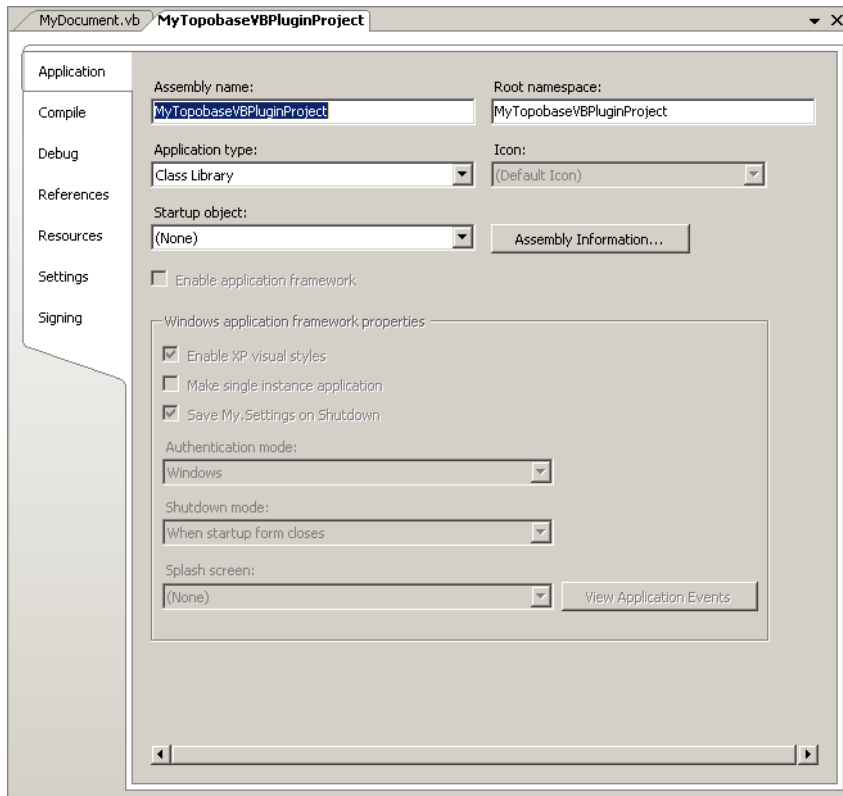 MyDocument.vb MyTopobaseVBPluginProject
Application
Compile
Debug
References
Resources
Settings
Signing
Assembly name: Root namespace:
MyTopobaseVBPluginProject MyTopobaseVBPluginProject
Application type: Icon:
Class Library (Default Icon)
Startup object:
(None) Assembly Information...
Enable application framework
Windows application framework properties
Enable XP visual styles
Make single instance application
Save My.Settings on Shutdown
Authentication mode:
Windows
Shutdown mode:
When startup form closes
Splash screen:
(None) View Application Events